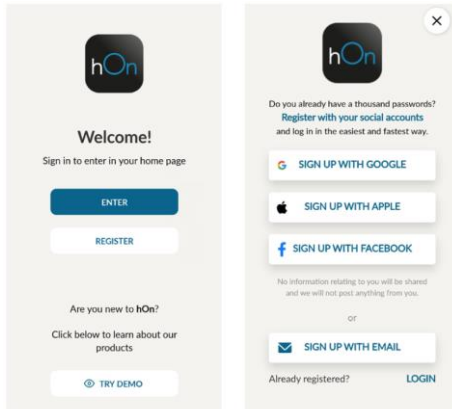 hOn
Welcome!
Sign in to enter in your home page
ENTER
REGISTER
Are you new to hOn?
Click below to learn about our
products
TRY DEMO
hOn
Do you already have a thousand passwords?
Register with your social accounts
and log in in the easiest and fastest way.
SIGN UP WITH GOOGLE
SIGN UP WITH APPLE
SIGN UP WITH FACEBOOK
No information relating to you will be shared
and we will not post anything from you.
or
SIGN UP WITH EMAIL
Already registered? LOGIN